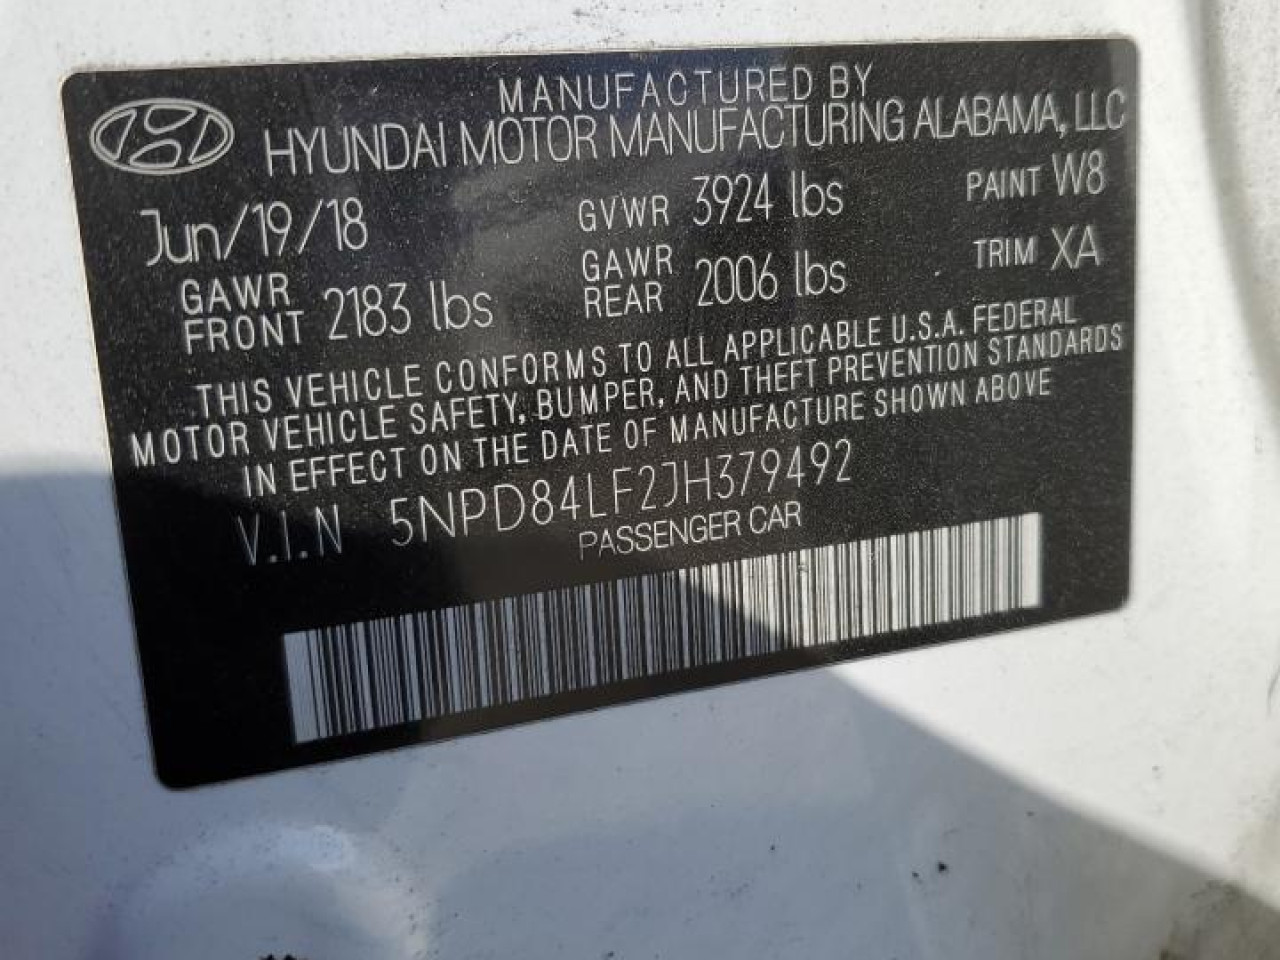 MANUFACTURED BY
HYUNDAI MOTOR MANUFACTURING ALABAMA, LLC
Jun/19/18 GVWR 3924 lbs PAINT W8
GAWR FRONT 2183 lbs GAWR REAR 2006 lbs TRIM XA
THIS VEHICLE CONFORMS TO ALL APPLICABLE U.S.A. FEDERAL
MOTOR VEHICLE SAFETY, BUMPER, AND THEFT PREVENTION STANDARDS
IN EFFECT ON THE DATE OF MANUFACTURE SHOWN ABOVE
V.I.N 5NPD84LF2JH379492
PASSENGER CAR